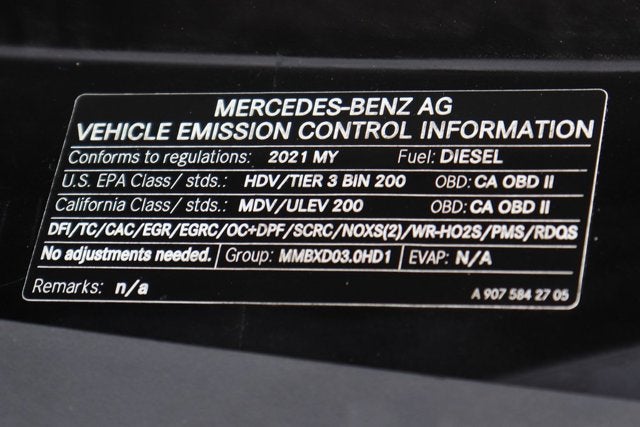 MERCEDES-BENZ AG
VEHICLE EMISSION CONTROL INFORMATION
Conforms to regulations: 2021 MY Fuel: DIESEL
U.S. EPA Class/ stds.: HDV/TIER 3 BIN 200 OBD: CA OBD II
California Class/ stds.: MDV/ULEV 200 OBD: CA OBD II
DFI/TC/CAC/EGR/EGRC/OC+DPF/SCRC/NOXS(2)/WR-HO2S/PMS/RDQS
No adjustments needed. Group: MMBXD03.0HD1 EVAP: N/A
Remarks: n/a A 907 584 27 05